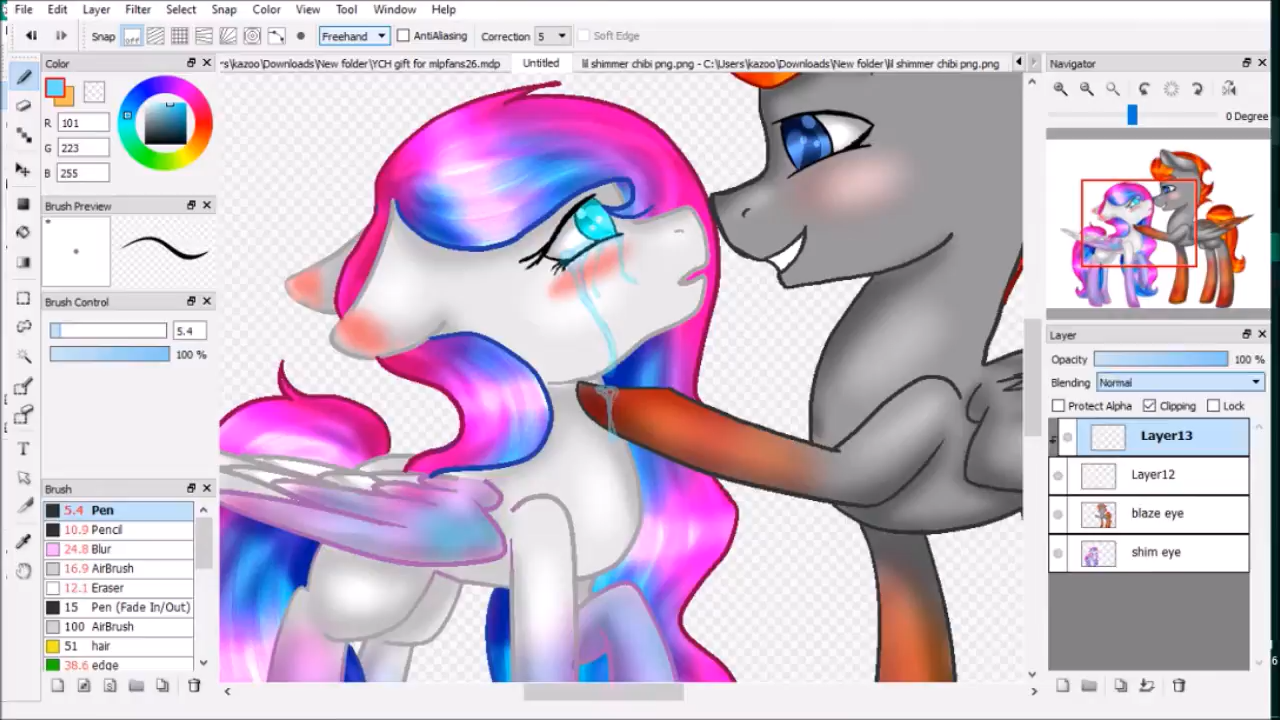 File Edit Layer Filter Select Snap Color View Tool Window Help
Snap off Freehand AntiAliasing Correction 5 Soft Edge
Color
rs\kazoo\Downloads\New folder\YCH gift for mlpfans26.mdp Untitled lil shimmer chibi png.png - C:\Users\kazoo\Downloads\New folder\lil shimmer chibi png.png
Navigator
R 101
G 223
B 255
0 Degree
Brush Preview
Brush Control
5.4
100 %
Layer
Opacity 100 %
Blending Normal
Protect Alpha Clipping Lock
Layer13
Layer12
blaze eye
shim eye
Brush
5.4 Pen
10.9 Pencil
24.8 Blur
16.9 AirBrush
12.1 Eraser
15 Pen (Fade In/Out)
100 AirBrush
51 hair
38.6 edge